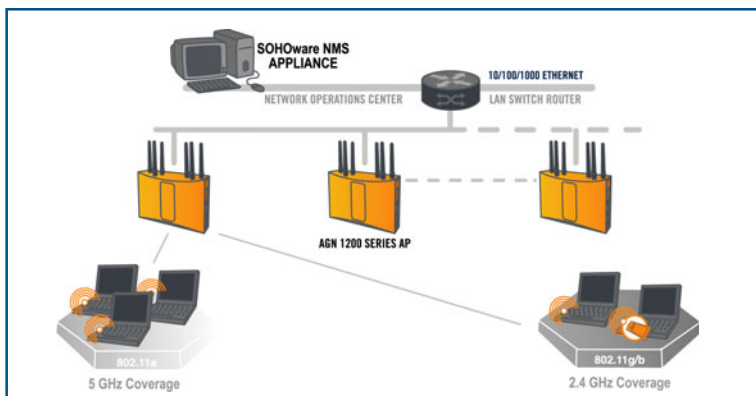 SOHOware NMS
APPLIANCE
10/100/1000 ETHERNET
NETWORK OPERATIONS CENTER
LAN SWITCH ROUTER
AGN 1200 SERIES AP
802.11a
802.11g/b
5 GHz Coverage
2.4 GHz Coverage